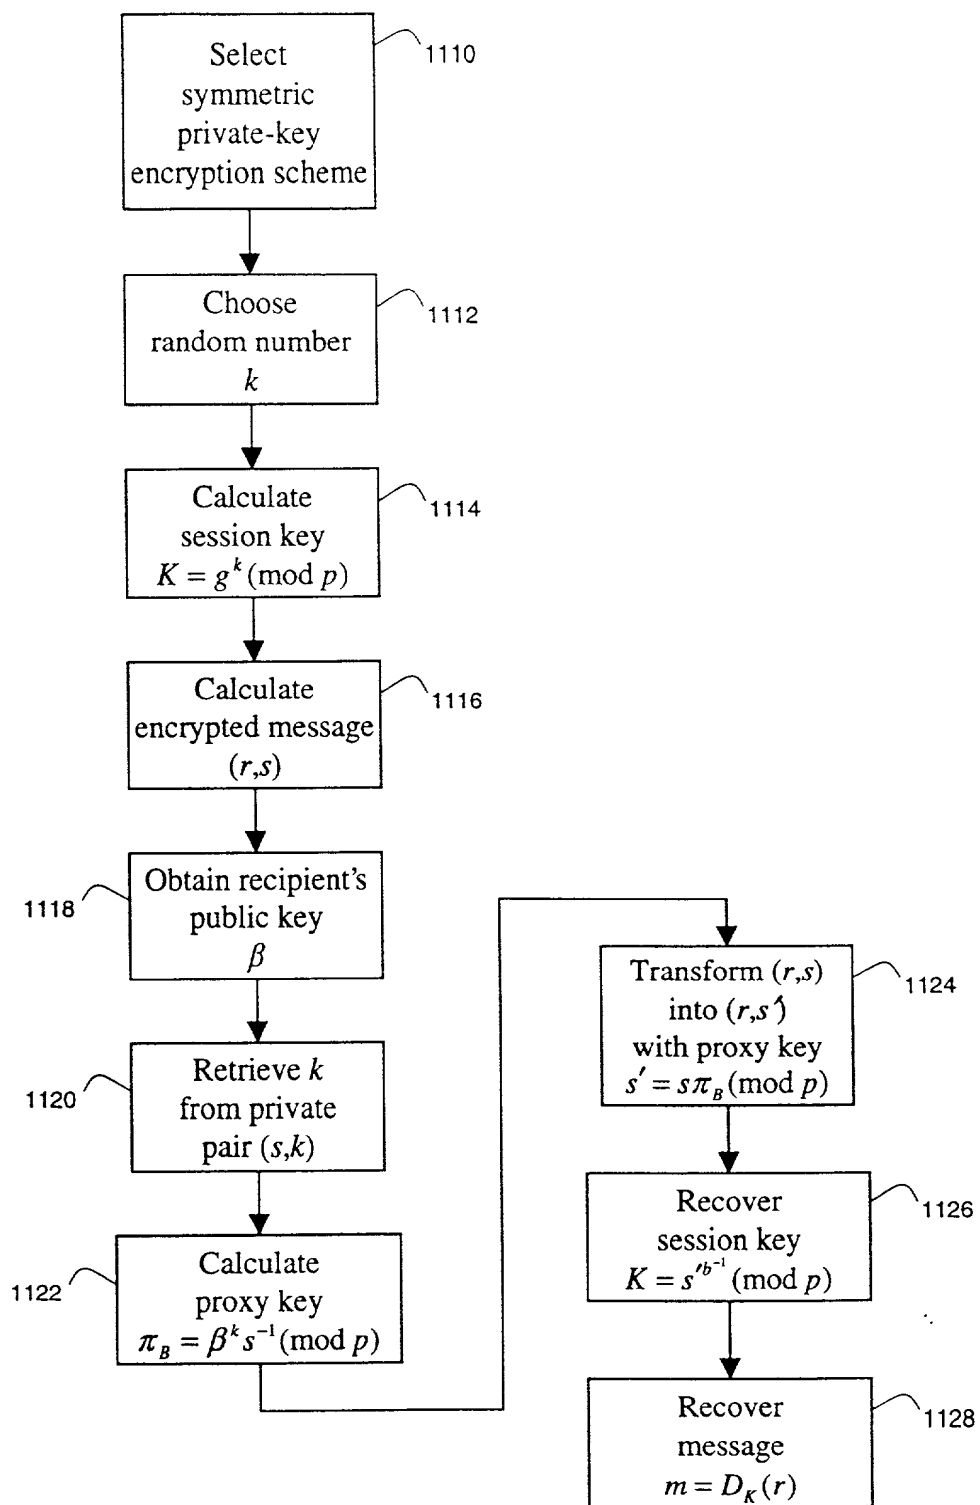 Select
symmetric
private-key
encryption scheme
1110
Choose
random number
k
1112
Calculate
session key
K = g^k (mod p)
1114
Calculate
encrypted message
(r,s)
1116
Obtain recipient's
public key
β
1118
Retrieve k
from private
pair (s,k)
1120
Calculate
proxy key
π_B = β^k s^{-1} (mod p)
1122
Transform (r,s)
into (r,s′)
with proxy key
s′ = sπ_B (mod p)
1124
Recover
session key
K = s′^{b^{-1}} (mod p)
1126
Recover
message
m = D_K(r)
1128